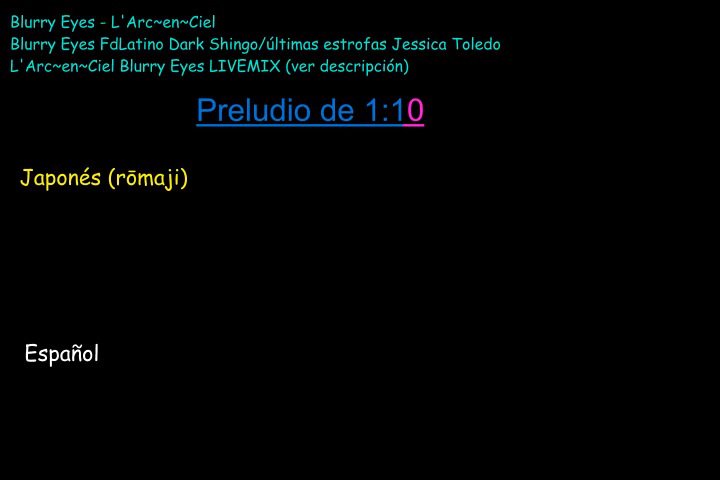 Blurry Eyes - L'Arc~en~Ciel
Blurry Eyes FdLatino Dark Shingo/últimas estrofas Jessica Toledo
L'Arc~en~Ciel Blurry Eyes LIVEMIX (ver descripción)
Preludio de 1:10
Japonés (rōmaji)
Español